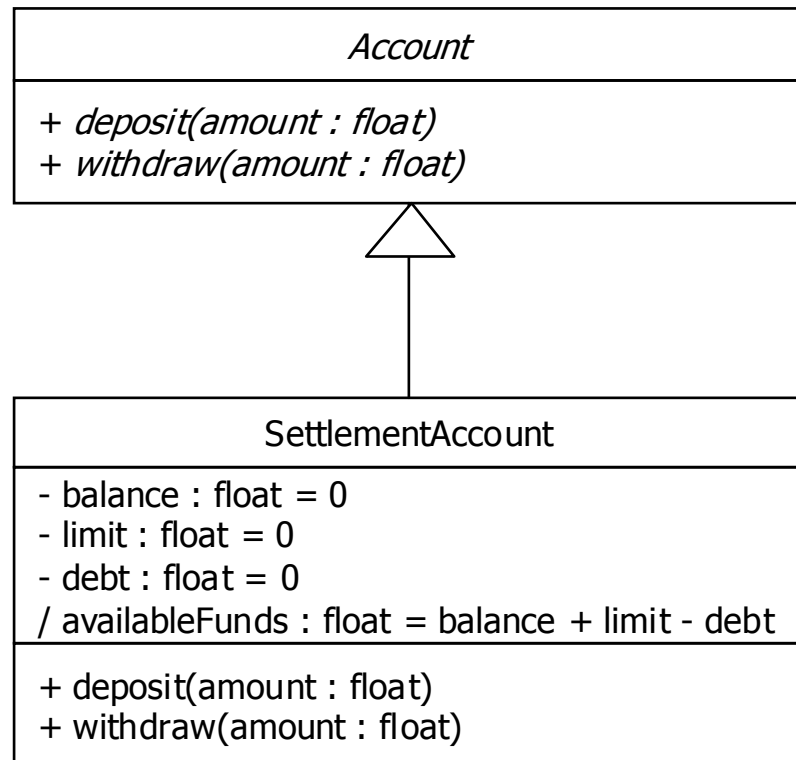 Account
+ deposit(amount : float)
+ withdraw(amount : float)
SettlementAccount
- balance : float = 0
- limit : float = 0
- debt : float = 0
/ availableFunds : float = balance + limit - debt
+ deposit(amount : float)
+ withdraw(amount : float)